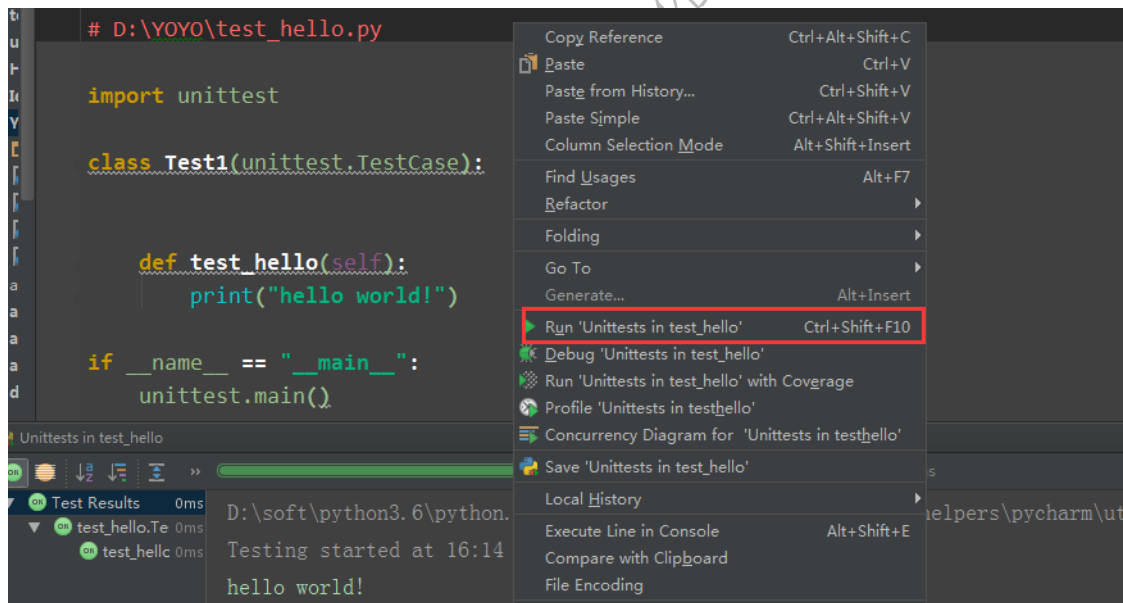 # D:\YOYO\test_hello.py
import unittest
class Test1(unittest.TestCase):
def test_hello(self):
print("hello world!")
if __name__ == "__main__":
unittest.main()
Copy Reference Ctrl+Alt+Shift+C
Paste Ctrl+V
Paste from History... Ctrl+Shift+V
Paste Simple Ctrl+Alt+Shift+V
Column Selection Mode Alt+Shift+Insert
Find Usages Alt+F7
Refactor
Folding
Go To
Generate... Alt+Insert
Run 'Unittests in test_hello' Ctrl+Shift+F10
Debug 'Unittests in test_hello'
Run 'Unittests in test_hello' with Coverage
Profile 'Unittests in testhello'
Concurrency Diagram for 'Unittests in testhello'
Save 'Unittests in test_hello'
Local History
Execute Line in Console Alt+Shift+E
Compare with Clipboard
File Encoding
Unittests in test_hello
Test Results 0ms
test_hello.Te 0ms
test_hellc 0ms
D:\soft\python3.6\python. helpers\pycharm\ut
Testing started at 16:14
hello world!